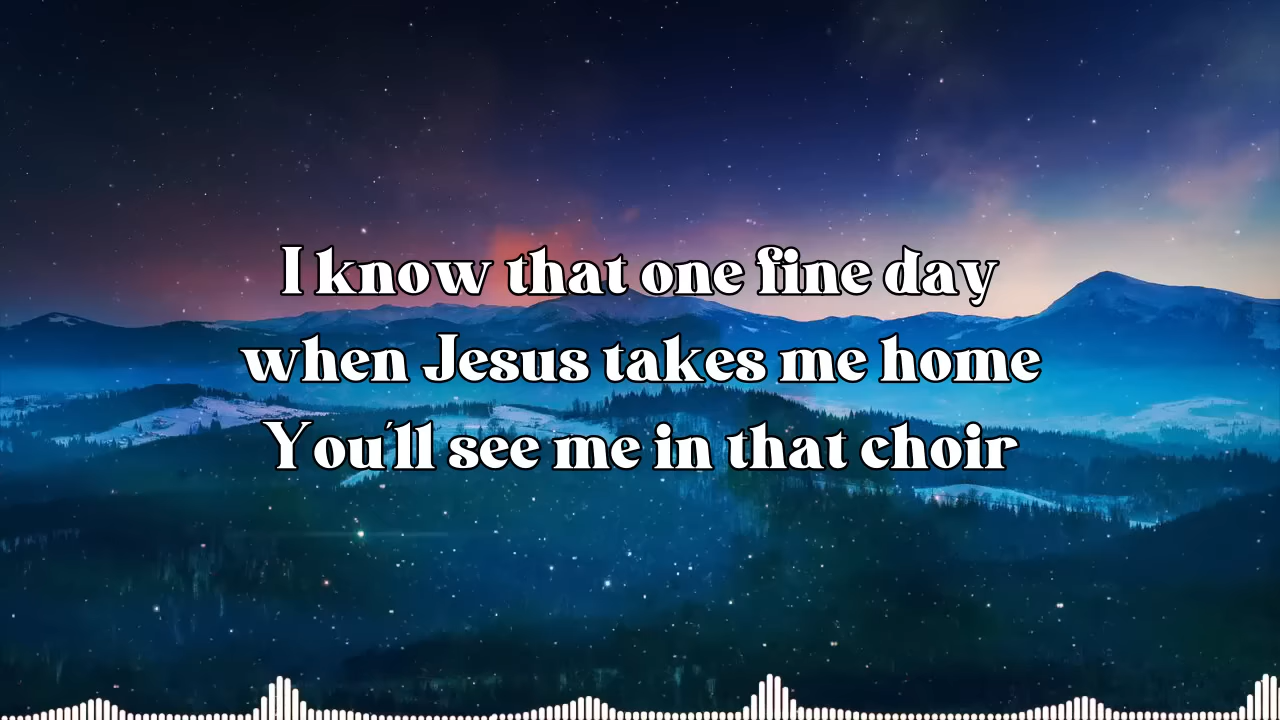 I know that one fine day
when Jesus takes me home
You'll see me in that choir